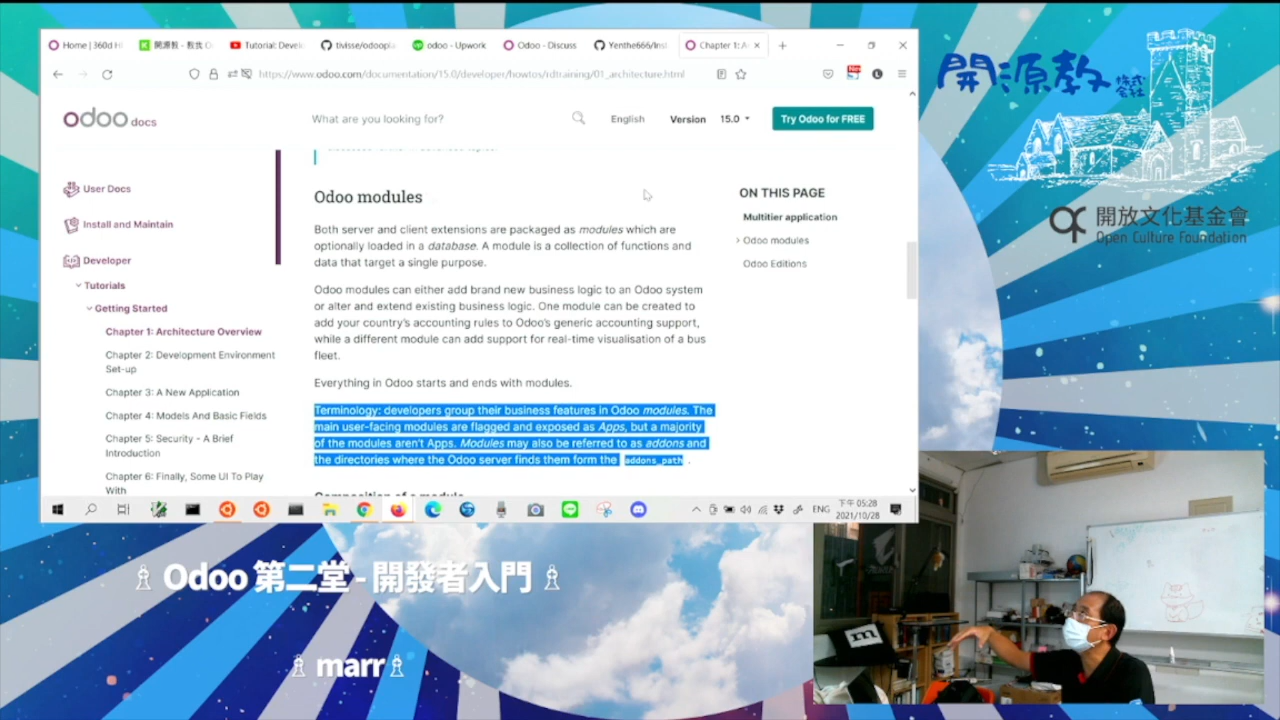 Home | 360d H
開源教 - 教我 O
Tutorial: Develo
tivisse/odoopla
odoo - Upwork
Odoo - Discuss
Yenthe666/Inst
Chapter 1: A
https://www.odoo.com/documentation/15.0/developer/howtos/rdtraining/01_architecture.html
New
odoo docs
What are you looking for?
English
Version 15.0
Try Odoo for FREE
User Docs
Install and Maintain
Developer
Tutorials
Getting Started
Chapter 1: Architecture Overview
Chapter 2: Development Environment
Set-up
Chapter 3: A New Application
Chapter 4: Models And Basic Fields
Chapter 5: Security - A Brief
Introduction
Chapter 6: Finally, Some UI To Play
With
Odoo modules
Both server and client extensions are packaged as modules which are
optionally loaded in a database. A module is a collection of functions and
data that target a single purpose.
Odoo modules can either add brand new business logic to an Odoo system
or alter and extend existing business logic. One module can be created to
add your country's accounting rules to Odoo's generic accounting support,
while a different module can add support for real-time visualisation of a bus
fleet.
Everything in Odoo starts and ends with modules.
Terminology: developers group their business features in Odoo modules. The
main user-facing modules are flagged and exposed as Apps, but a majority
of the modules aren't Apps. Modules may also be referred to as addons and
the directories where the Odoo server finds them form the addons_path .
Composition of a module
ON THIS PAGE
Multitier application
Odoo modules
Odoo Editions
ENG
下午 05:28
2021/10/28
開源教 株式
会社
開放文化基金會
Open Culture Foundation
Odoo 第二堂 - 開發者入門
marr
m